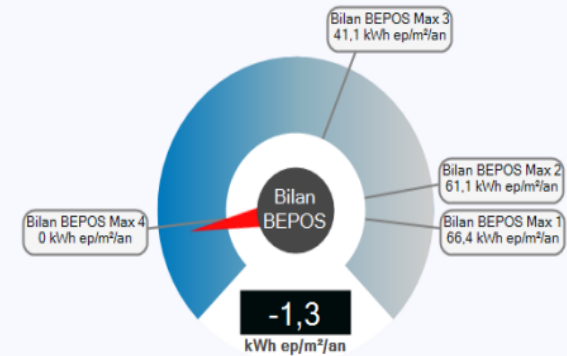 Bilan BEPOS Max 3
41,1 kWh ep/m²/an
Bilan BEPOS Max 2
61,1 kWh ep/m²/an
Bilan
BEPOS
Bilan BEPOS Max 4
0 kWh ep/m²/an
Bilan BEPOS Max 1
66,4 kWh ep/m²/an
-1,3
kWh ep/m²/an